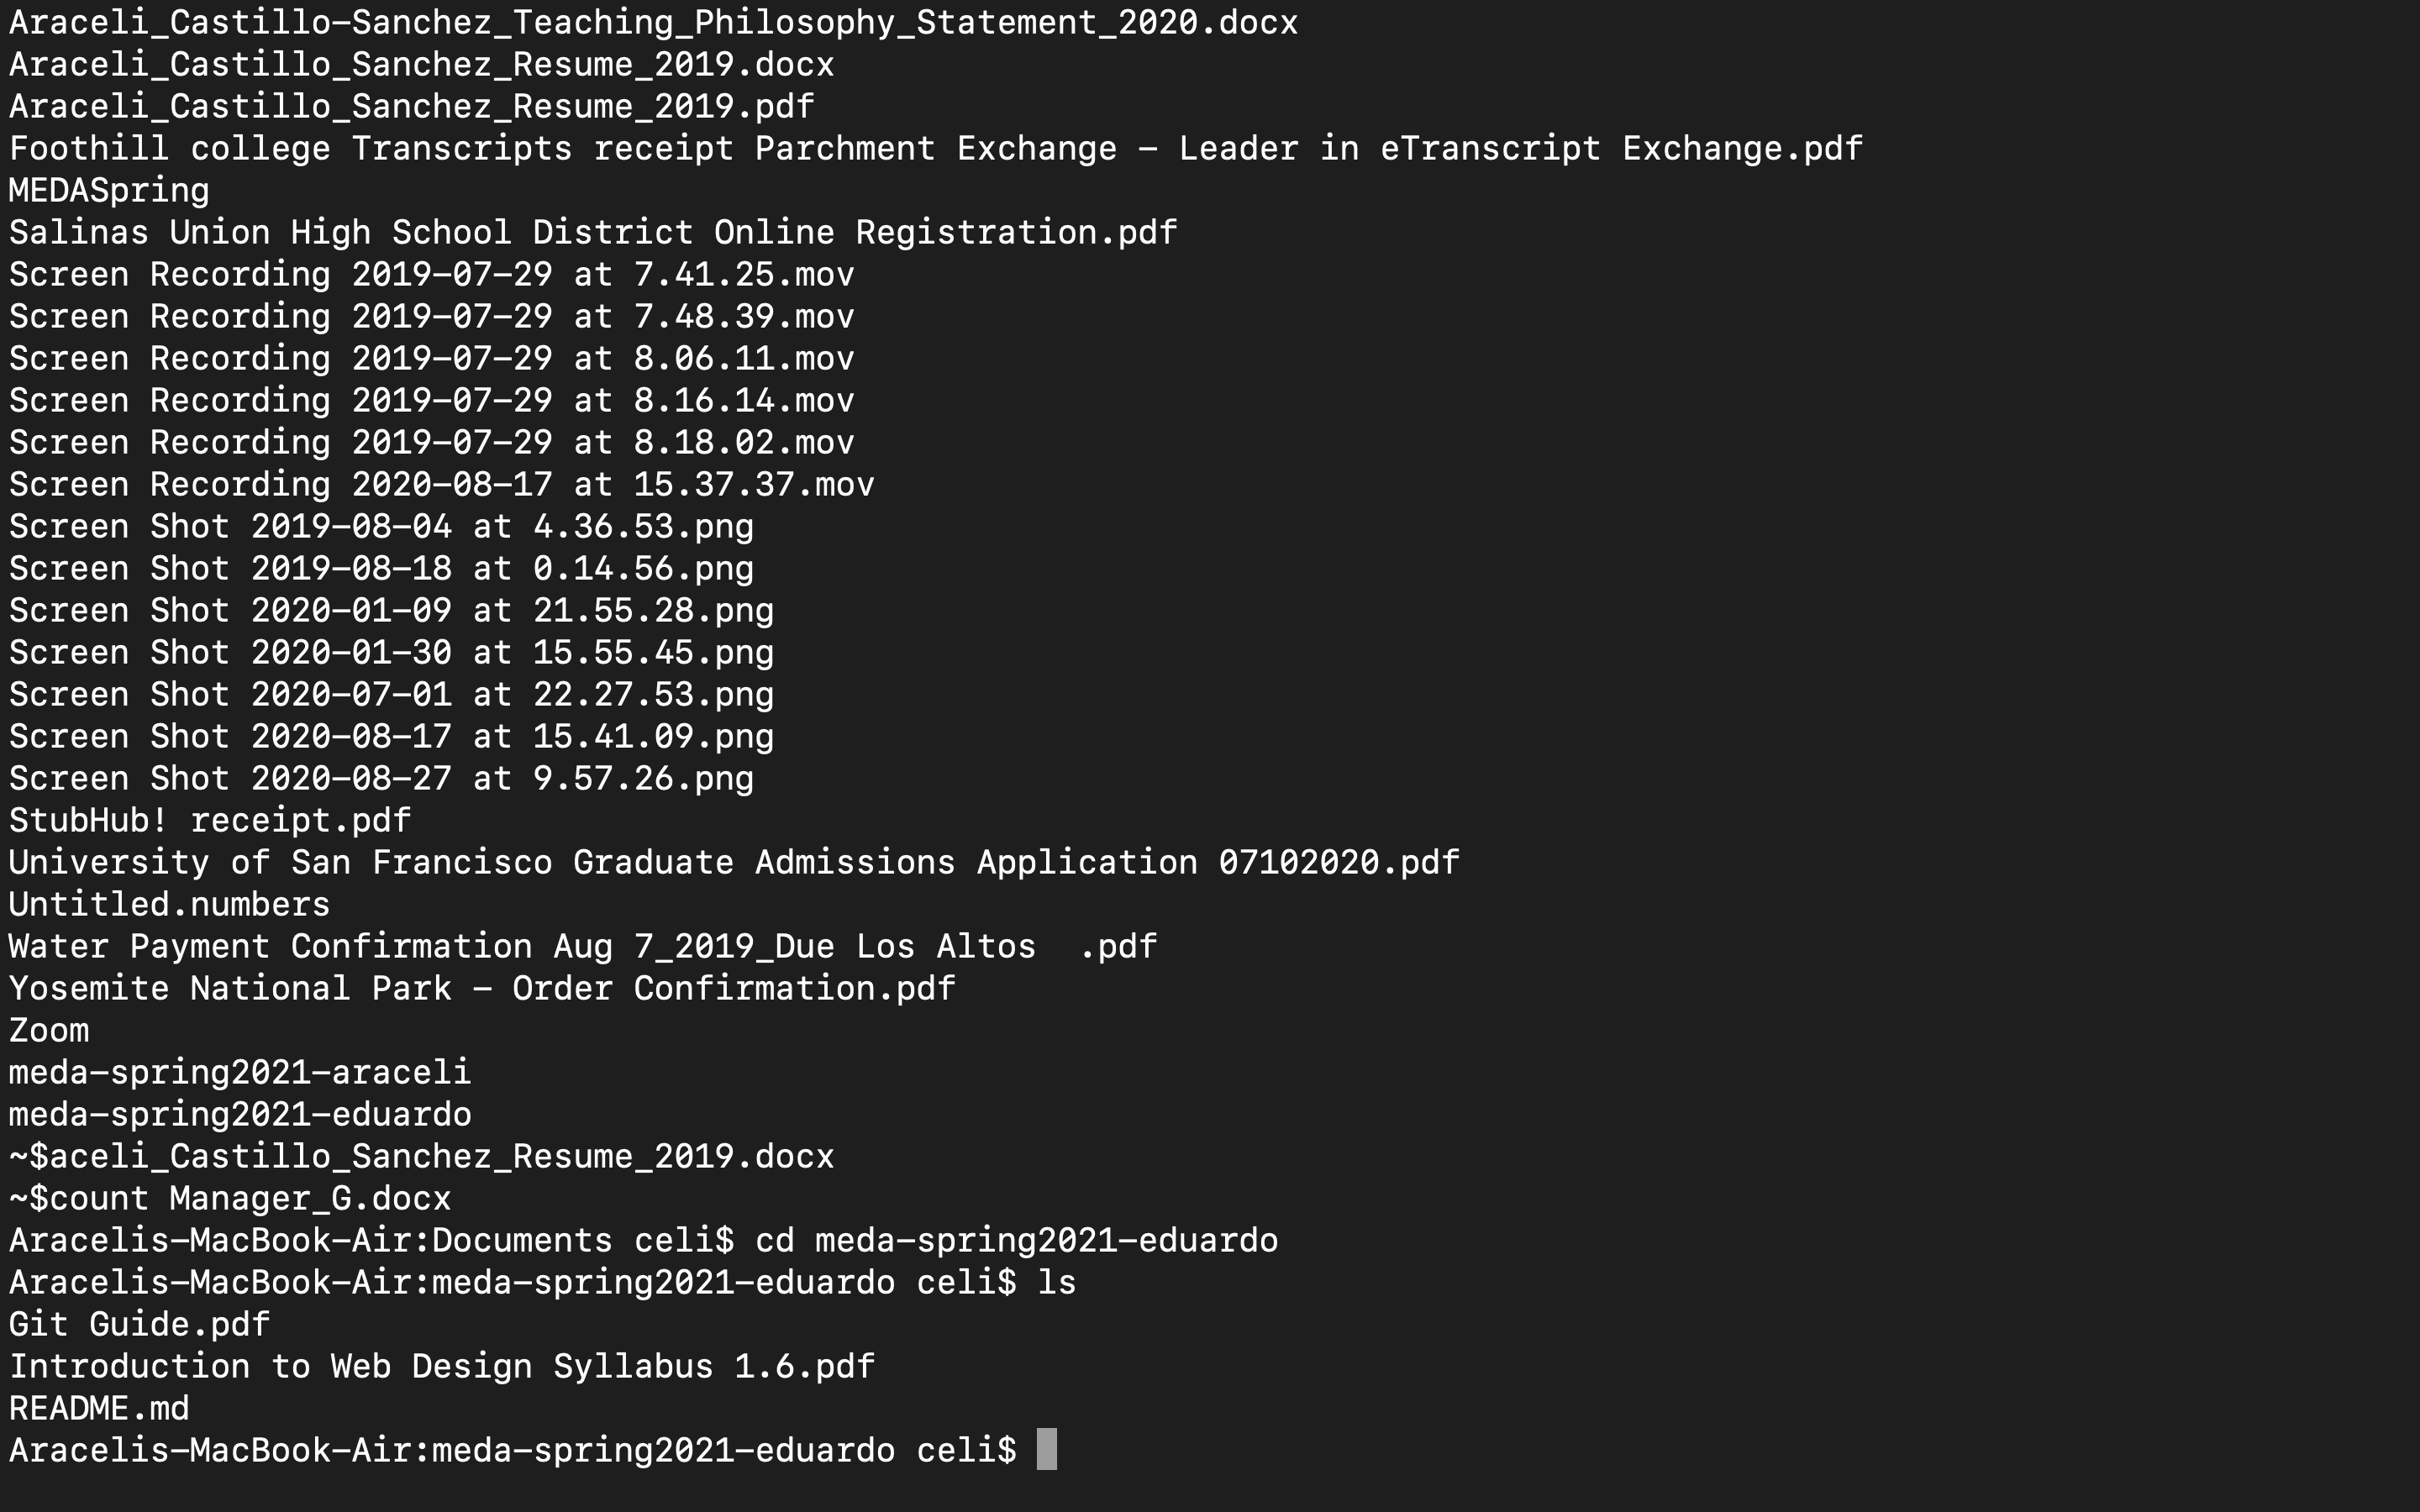 Araceli_Castillo-Sanchez_Teaching_Philosophy_Statement_2020.docx
Araceli_Castillo_Sanchez_Resume_2019.docx
Araceli_Castillo_Sanchez_Resume_2019.pdf
Foothill college Transcripts receipt Parchment Exchange – Leader in eTranscript Exchange.pdf
MEDASpring
Salinas Union High School District Online Registration.pdf
Screen Recording 2019-07-29 at 7.41.25.mov
Screen Recording 2019-07-29 at 7.48.39.mov
Screen Recording 2019-07-29 at 8.06.11.mov
Screen Recording 2019-07-29 at 8.16.14.mov
Screen Recording 2019-07-29 at 8.18.02.mov
Screen Recording 2020-08-17 at 15.37.37.mov
Screen Shot 2019-08-04 at 4.36.53.png
Screen Shot 2019-08-18 at 0.14.56.png
Screen Shot 2020-01-09 at 21.55.28.png
Screen Shot 2020-01-30 at 15.55.45.png
Screen Shot 2020-07-01 at 22.27.53.png
Screen Shot 2020-08-17 at 15.41.09.png
Screen Shot 2020-08-27 at 9.57.26.png
StubHub! receipt.pdf
University of San Francisco Graduate Admissions Application 07102020.pdf
Untitled.numbers
Water Payment Confirmation Aug 7_2019_Due Los Altos  .pdf
Yosemite National Park – Order Confirmation.pdf
Zoom
meda-spring2021-araceli
meda-spring2021-eduardo
~$aceli_Castillo_Sanchez_Resume_2019.docx
~$count Manager_G.docx
Aracelis-MacBook-Air:Documents celi$ cd meda-spring2021-eduardo
Aracelis-MacBook-Air:meda-spring2021-eduardo celi$ ls
Git Guide.pdf
Introduction to Web Design Syllabus 1.6.pdf
README.md
Aracelis-MacBook-Air:meda-spring2021-eduardo celi$